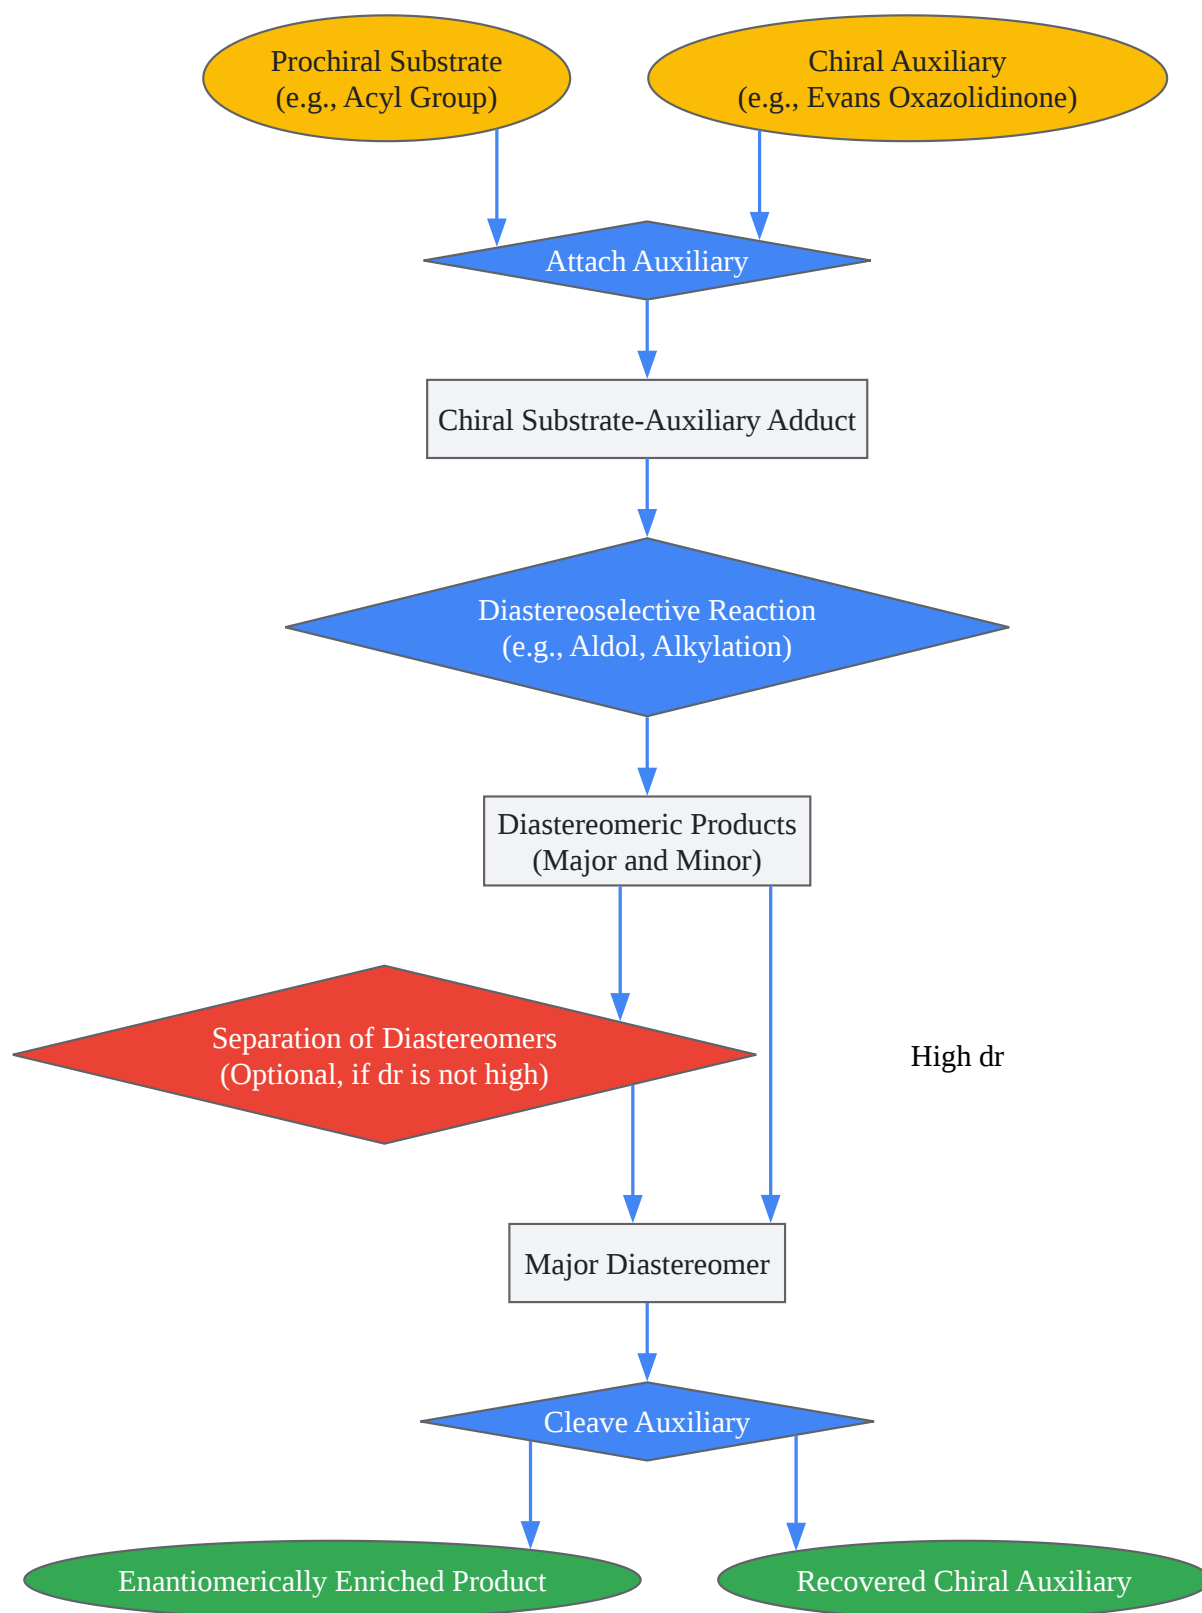 Prochiral Substrate
(e.g., Acyl Group)
Chiral Auxiliary
(e.g., Evans Oxazolidinone)
Attach Auxiliary
Chiral Substrate-Auxiliary Adduct
Diastereoselective Reaction
(e.g., Aldol, Alkylation)
Diastereomeric Products
(Major and Minor)
Separation of Diastereomers
(Optional, if dr is not high)
High dr
Major Diastereomer
Cleave Auxiliary
Enantiomerically Enriched Product
Recovered Chiral Auxiliary